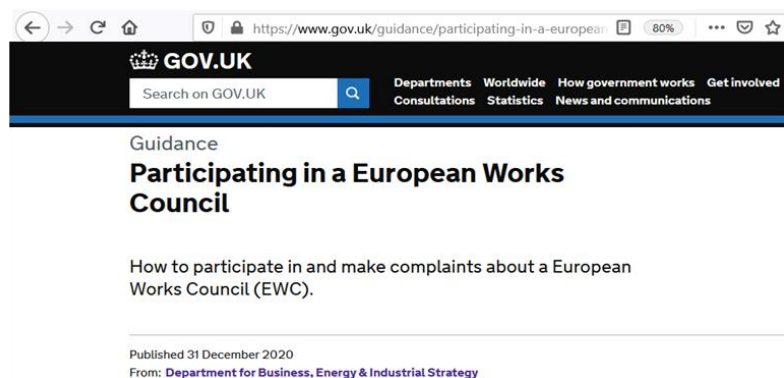 https://www.gov.uk/guidance/participating-in-a-european
80%
GOV.UK
Search on GOV.UK
Departments Worldwide How government works Get involved
Consultations Statistics News and communications
Guidance
Participating in a European Works
Council
How to participate in and make complaints about a European
Works Council (EWC).
Published 31 December 2020
From: Department for Business, Energy & Industrial Strategy